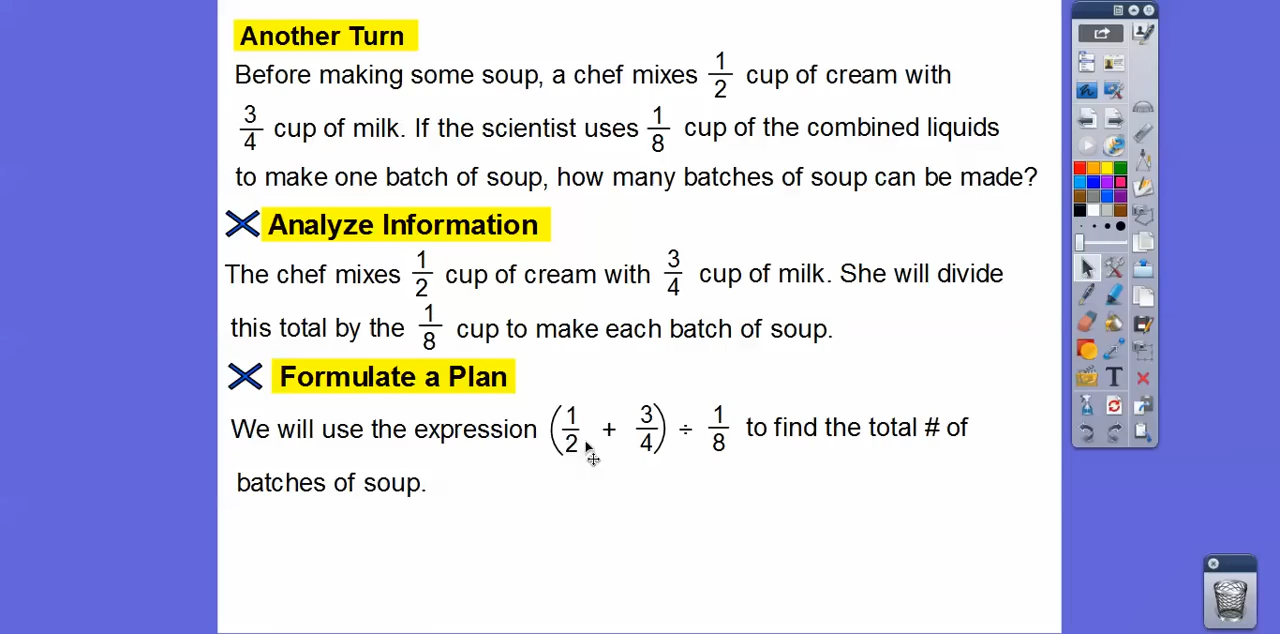 Another Turn
Before making some soup, a chef mixes 1/2 cup of cream with
3/4 cup of milk. If the scientist uses 1/8 cup of the combined liquids
to make one batch of soup, how many batches of soup can be made?
Analyze Information
The chef mixes 1/2 cup of cream with 3/4 cup of milk. She will divide
this total by the 1/8 cup to make each batch of soup.
Formulate a Plan
We will use the expression (1/2 + 3/4) ÷ 1/8 to find the total # of
batches of soup.